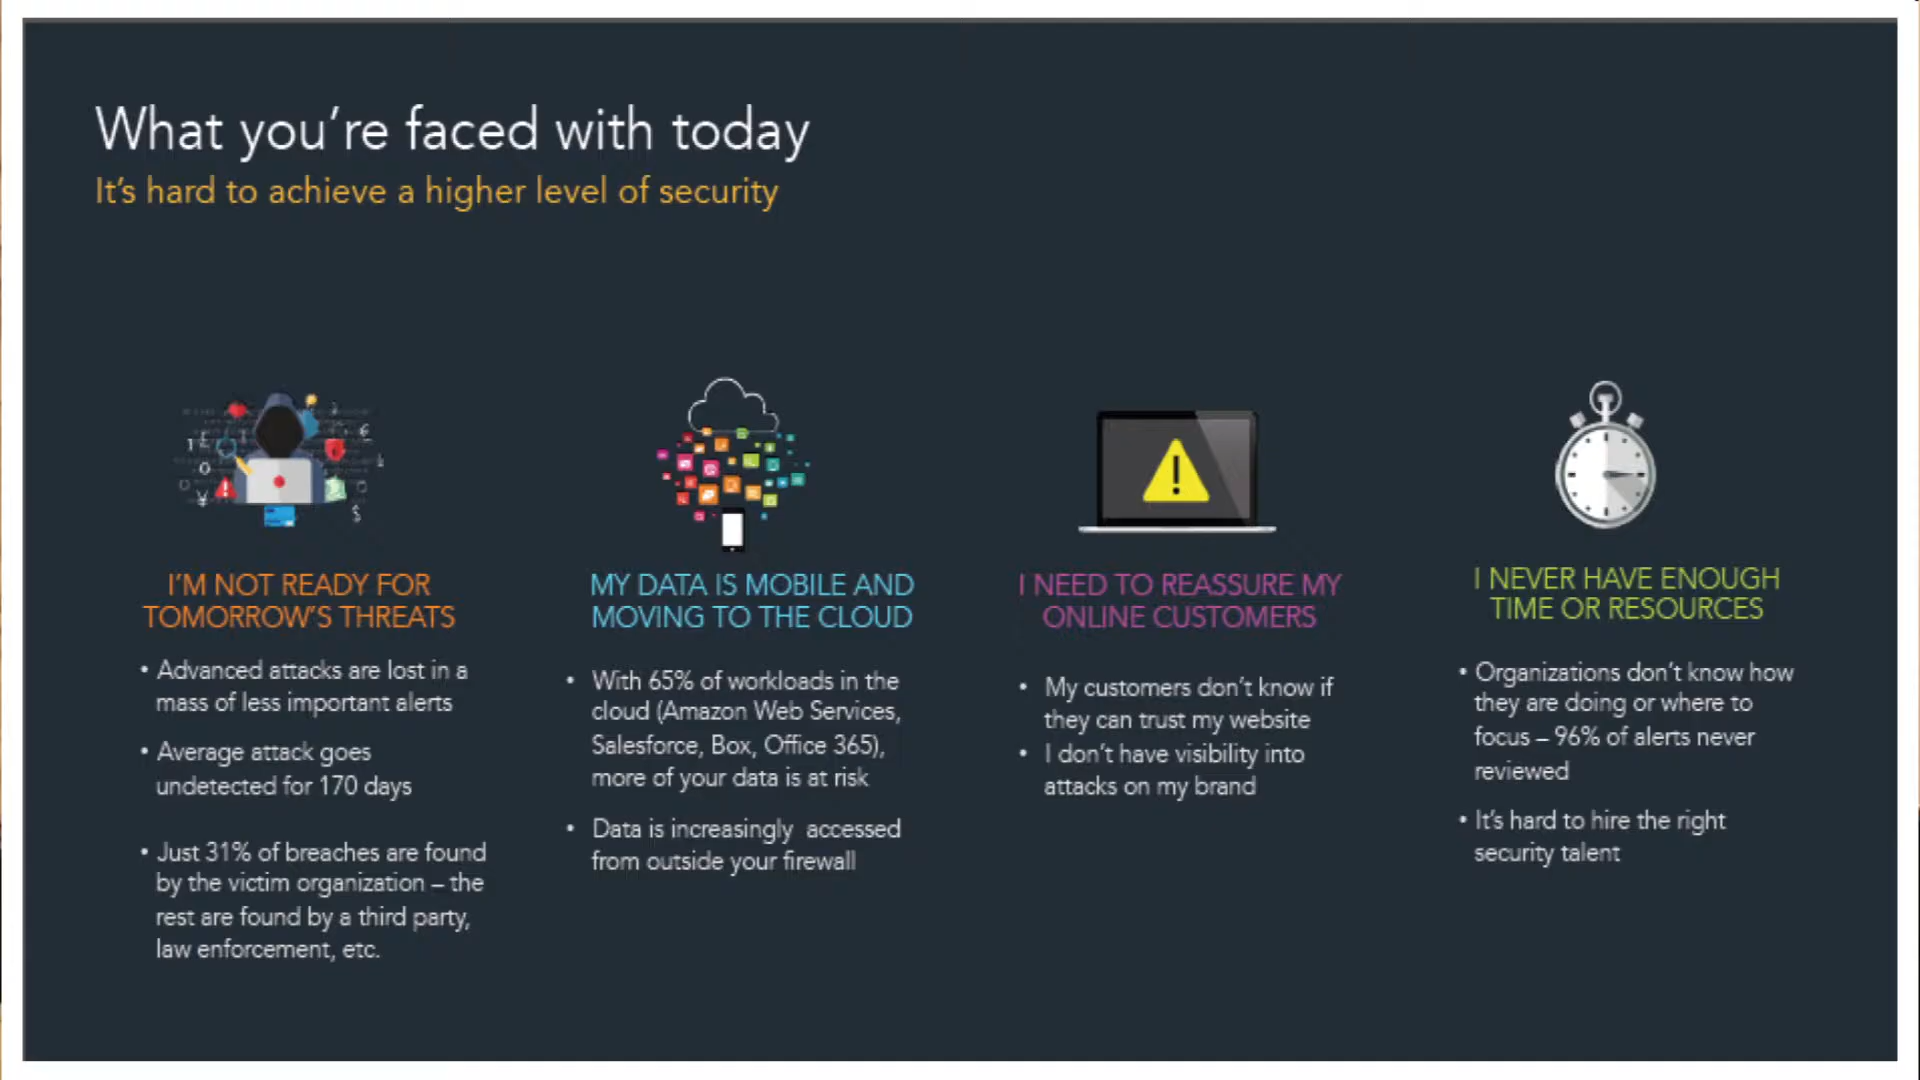 What you're faced with today
It's hard to achieve a higher level of security
I'M NOT READY FOR
TOMORROW'S THREATS
• Advanced attacks are lost in a
mass of less important alerts
• Average attack goes
undetected for 170 days
• Just 31% of breaches are found
by the victim organization – the
rest are found by a third party,
law enforcement, etc.
MY DATA IS MOBILE AND
MOVING TO THE CLOUD
• With 65% of workloads in the
cloud (Amazon Web Services,
Salesforce, Box, Office 365),
more of your data is at risk
• Data is increasingly  accessed
from outside your firewall
I NEED TO REASSURE MY
ONLINE CUSTOMERS
• My customers don't know if
they can trust my website
• I don't have visibility into
attacks on my brand
I NEVER HAVE ENOUGH
TIME OR RESOURCES
• Organizations don't know how
they are doing or where to
focus – 96% of alerts never
reviewed
• It's hard to hire the right
security talent